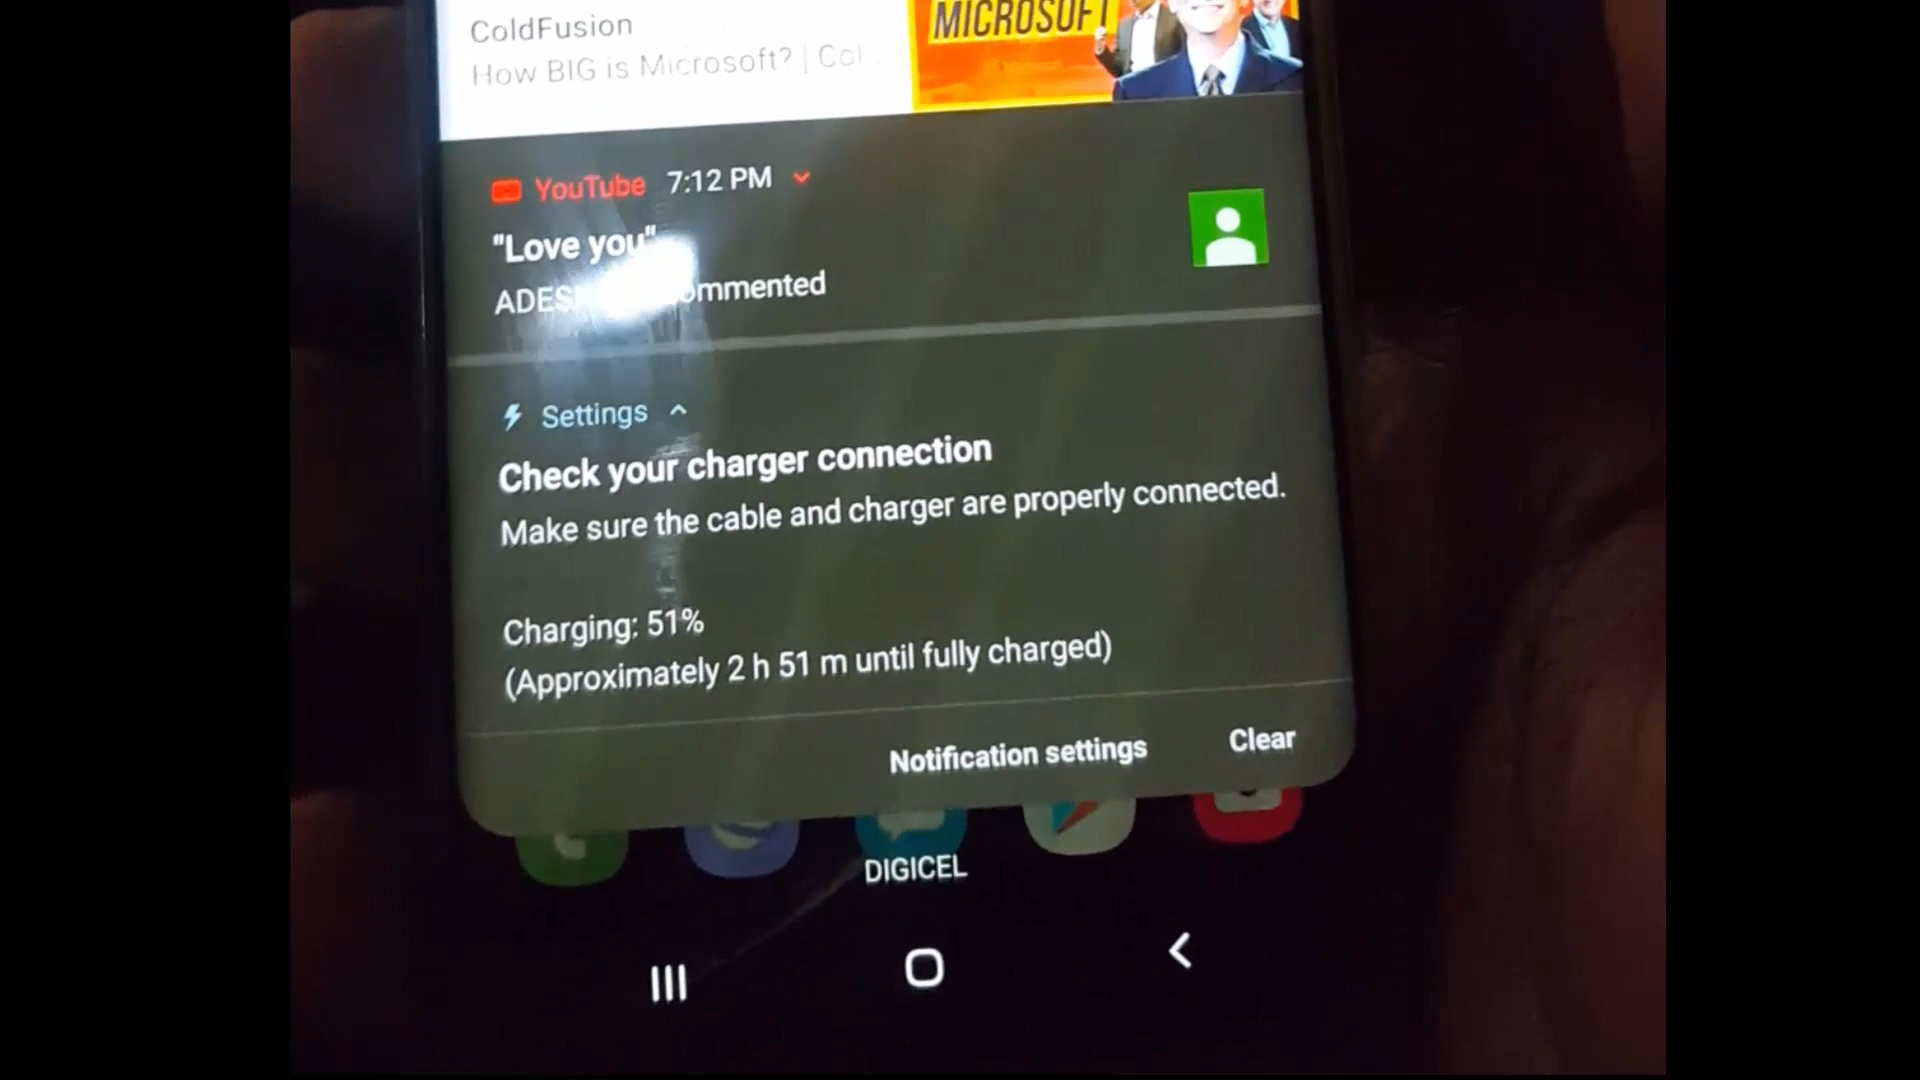 MICROSOFT
ColdFusion
How BIG is Microsoft? | Col
YouTube 7:12 PM
"Love you"
commented
Settings
Check your charger connection
Make sure the cable and charger are properly connected.
Charging: 51%
(Approximately 2 h 51 m until fully charged)
Notification settings Clear
DIGICEL